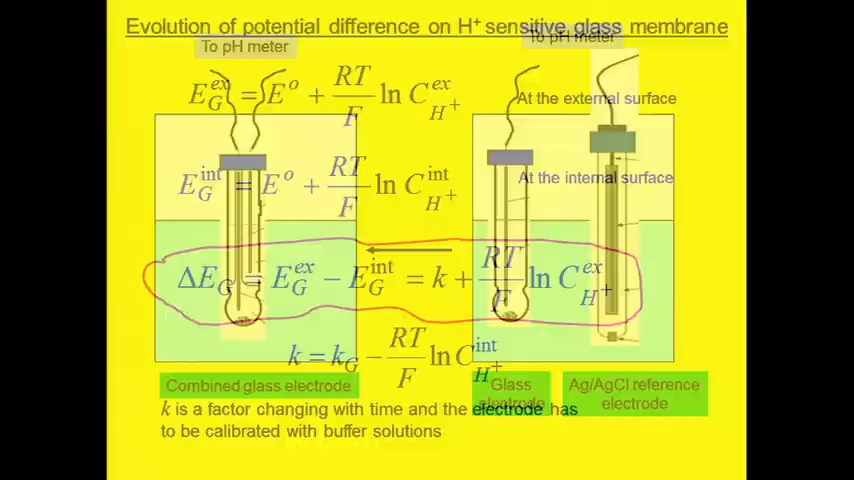 Evolution of potential difference on H⁺ sensitive glass membrane
To pH meter
To pH meter
E_G^ex = E^o + RT/F ln C_H⁺^ex
At the external surface
E_G^int = E^o + RT/F ln C_H⁺^int
At the internal surface
ΔE_G = E_G^ex − E_G^int = k + RT/F ln C_H⁺^ex
k = k_G − RT/F ln C_H⁺^int
Combined glass electrode
Glass electrode
Ag/AgCl reference
electrode
k is a factor changing with time and the electrode has
to be calibrated with buffer solutions